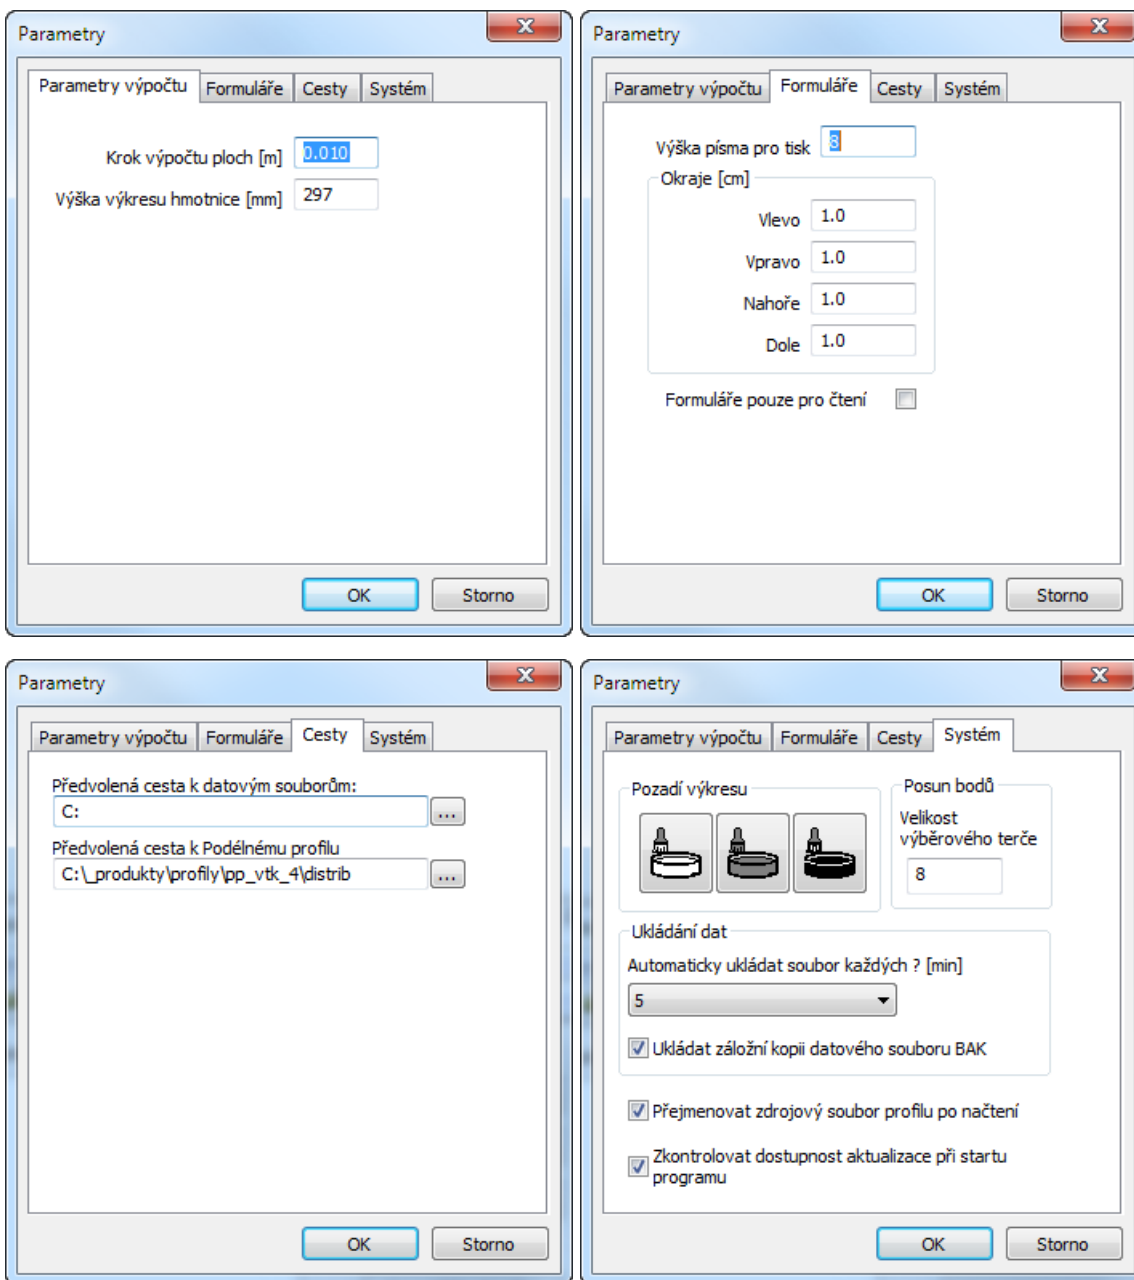 Parametry
Parametry výpočtu Formuláře Cesty Systém
Krok výpočtu ploch [m] 0.010
Výška výkresu hmotnice [mm] 297
OK Storno
Parametry
Parametry výpočtu Formuláře Cesty Systém
Výška písma pro tisk 8
Okraje [cm]
Vlevo 1.0
Vpravo 1.0
Nahoře 1.0
Dole 1.0
Formuláře pouze pro čtení
OK Storno
Parametry
Parametry výpočtu Formuláře Cesty Systém
Předvolená cesta k datovým souborům:
C: ...
Předvolená cesta k Podélnému profilu
C:\_produkty\profily\pp_vtk_4\distrib ...
OK Storno
Parametry
Parametry výpočtu Formuláře Cesty Systém
Pozadí výkresu
Posun bodů
Velikost
výběrového terče
8
Ukládání dat
Automaticky ukládat soubor každých ? [min]
5
Ukládat záložní kopii datového souboru BAK
Přejmenovat zdrojový soubor profilu po načtení
Zkontrolovat dostupnost aktualizace při startu
programu
OK Storno